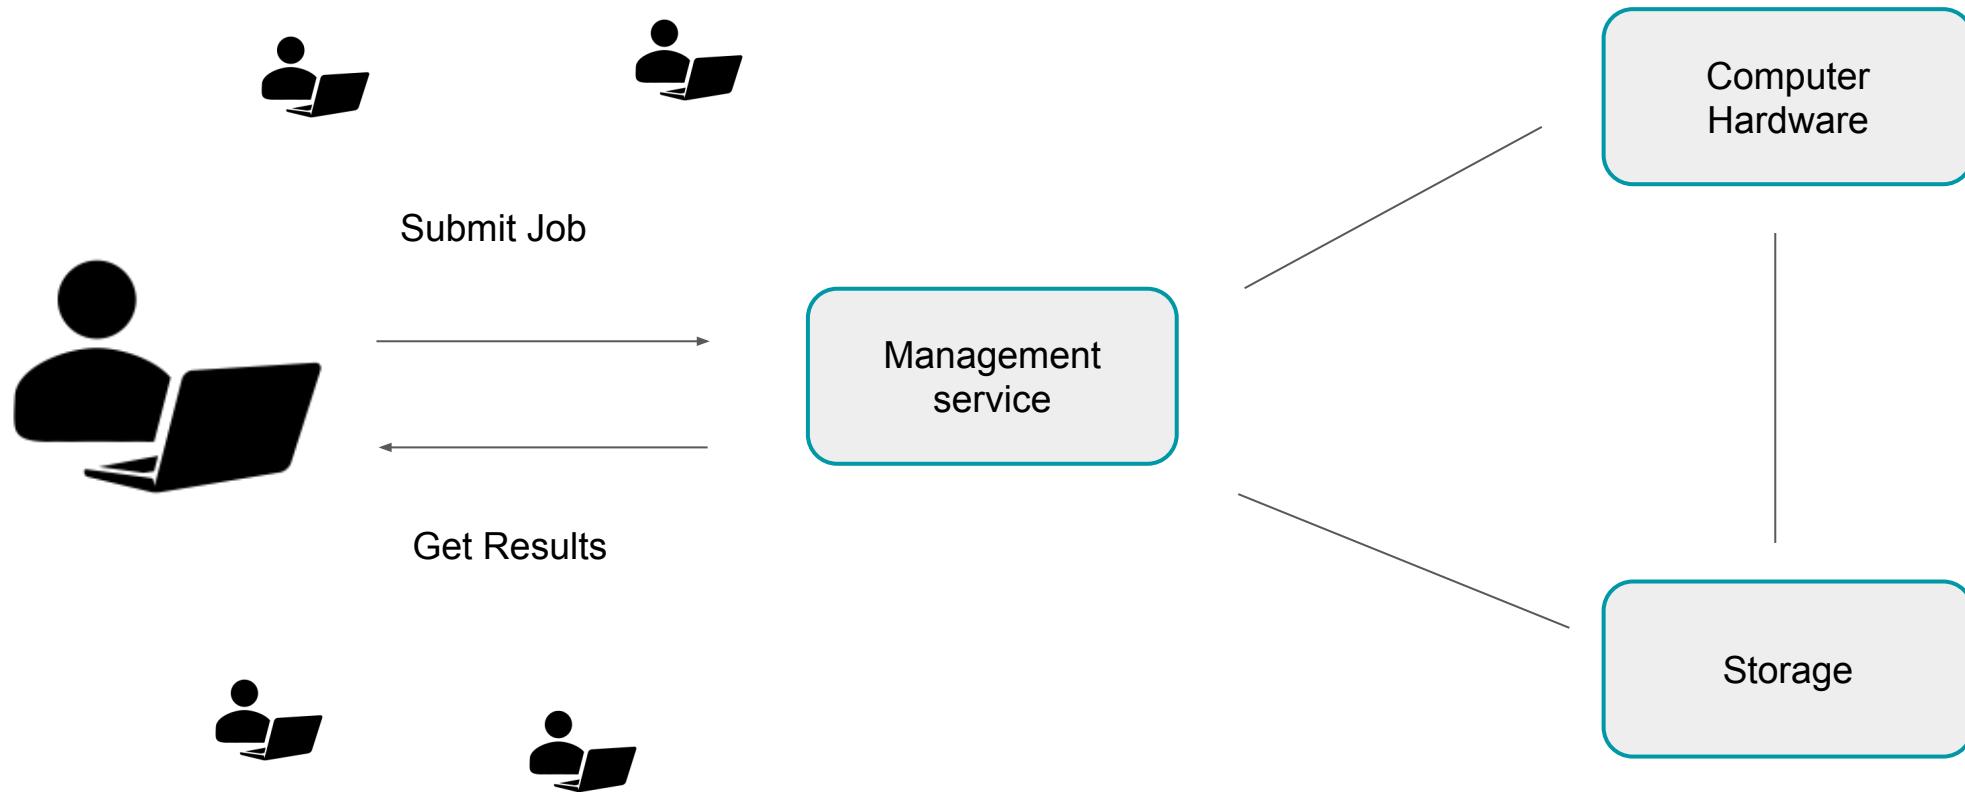 Computer
Hardware
Submit Job
Management
service
Get Results
Storage